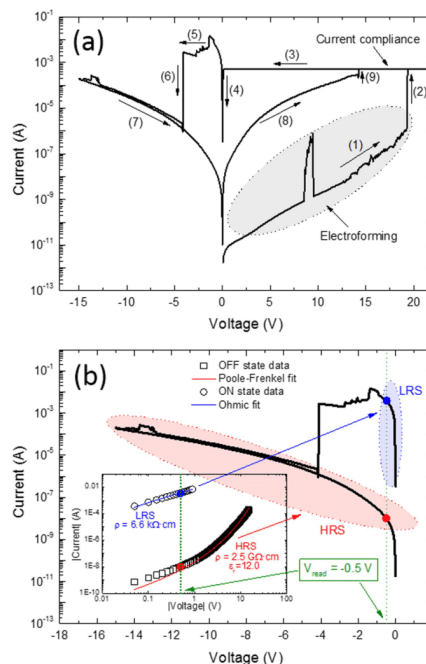 (a)
(5)
(3)
Current compliance
(6)
(4)
(9)
(2)
(7)
(8)
(1)
Electroforming
Current (A)
10⁻¹
10⁻³
10⁻⁵
10⁻⁷
10⁻⁹
10⁻¹¹
10⁻¹³
-15 -10 -5 0 5 10 15 20
Voltage (V)
(b)
OFF state data
Poole-Frenkel fit
ON state data
Ohmic fit
LRS
HRS
V_read = -0.5 V
Current (A)
10⁻¹
10⁻³
10⁻⁵
10⁻⁷
10⁻⁹
10⁻¹¹
10⁻¹³
|Current| (A)
0.01
1E-4
1E-6
1E-8
1E-10
LRS
ρ = 6.6 kΩ·cm
HRS
ρ = 2.5 GΩ·cm
εᵣ=12.0
0.01 0.1 1 10 100
|Voltage| (V)
-18 -16 -14 -12 -10 -8 -6 -4 -2 0
Voltage (V)